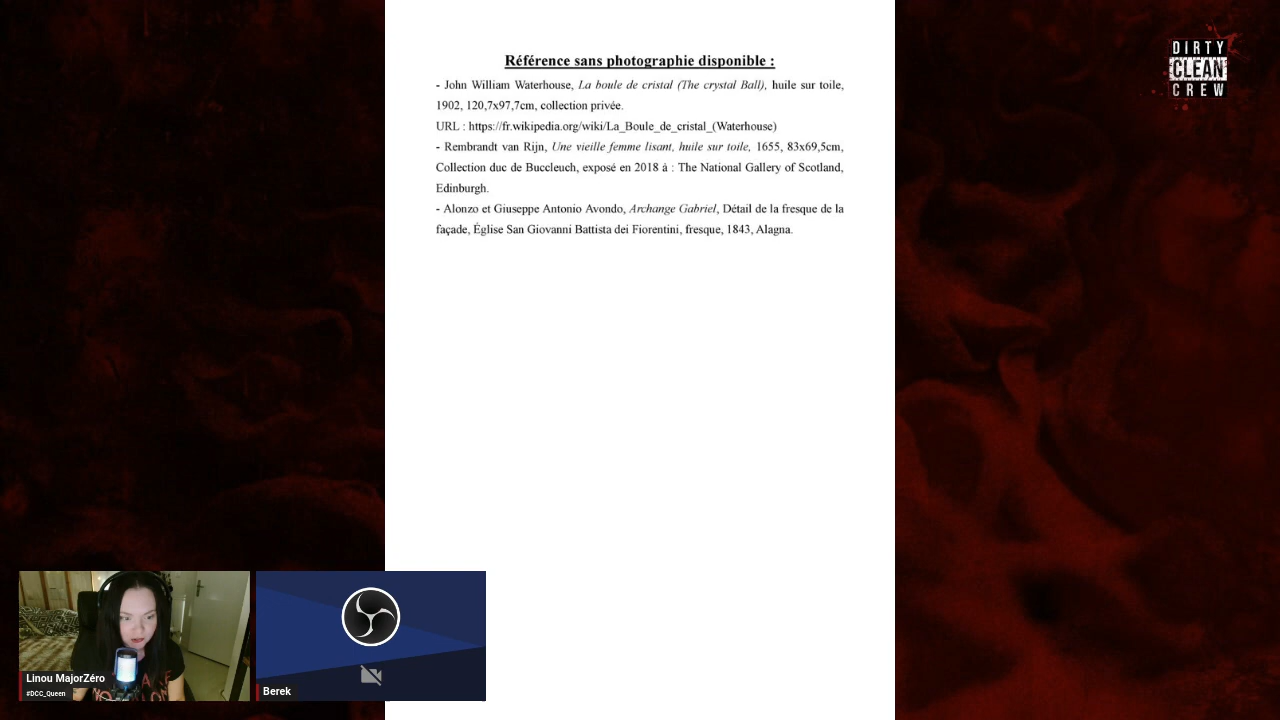 Référence sans photographie disponible :
- John William Waterhouse, La boule de cristal (The crystal Ball), huile sur toile,
1902, 120,7x97,7cm, collection privée.
URL : https://fr.wikipedia.org/wiki/La_Boule_de_cristal_(Waterhouse)
- Rembrandt van Rijn, Une vieille femme lisant, huile sur toile, 1655, 83x69,5cm,
Collection duc de Buccleuch, exposé en 2018 à : The National Gallery of Scotland,
Edinburgh.
- Alonzo et Giuseppe Antonio Avondo, Archange Gabriel, Détail de la fresque de la
façade, Église San Giovanni Battista dei Fiorentini, fresque, 1843, Alagna.
DIRTY
CLEAN
CREW
Linou MajorZéro
#DCC_Queen
Berek